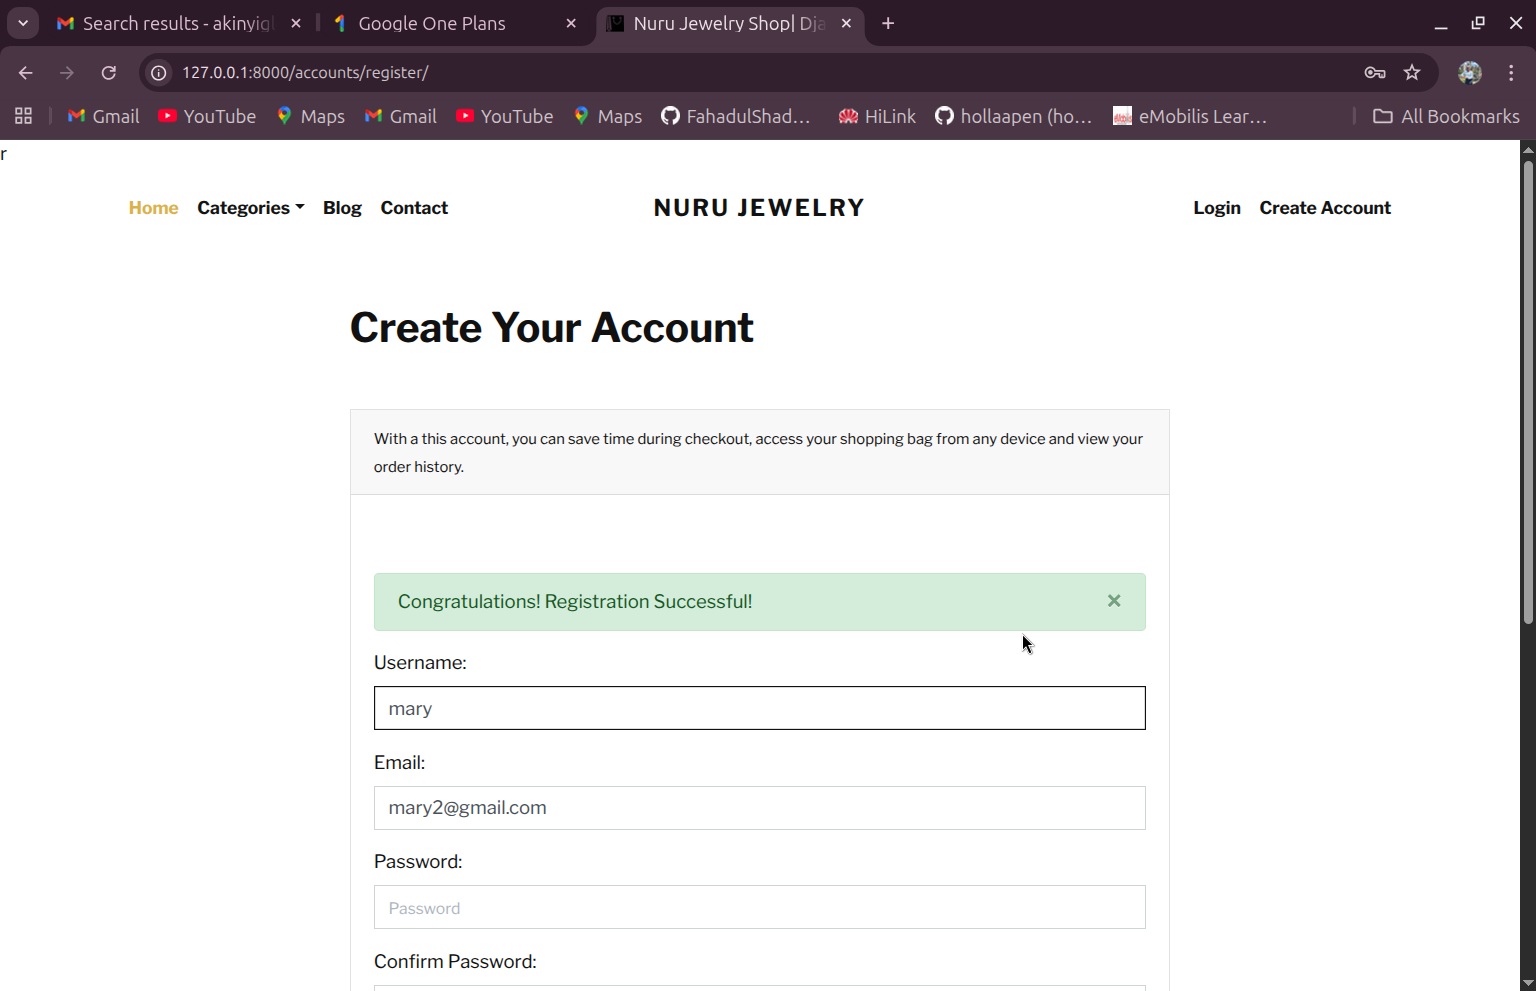 Search results - akinyigl
Google One Plans
Nuru Jewelry Shop| Dja
127.0.0.1:8000/accounts/register/
Gmail
YouTube
Maps
Gmail
YouTube
Maps
FahadulShad...
HiLink
hollaapen (ho...
eMobilis Lear...
All Bookmarks
r
Home
Categories
Blog
Contact
NURU JEWELRY
Login
Create Account
Create Your Account
With a this account, you can save time during checkout, access your shopping bag from any device and view your
order history.
Congratulations! Registration Successful!
Username:
mary
Email:
mary2@gmail.com
Password:
Password
Confirm Password: